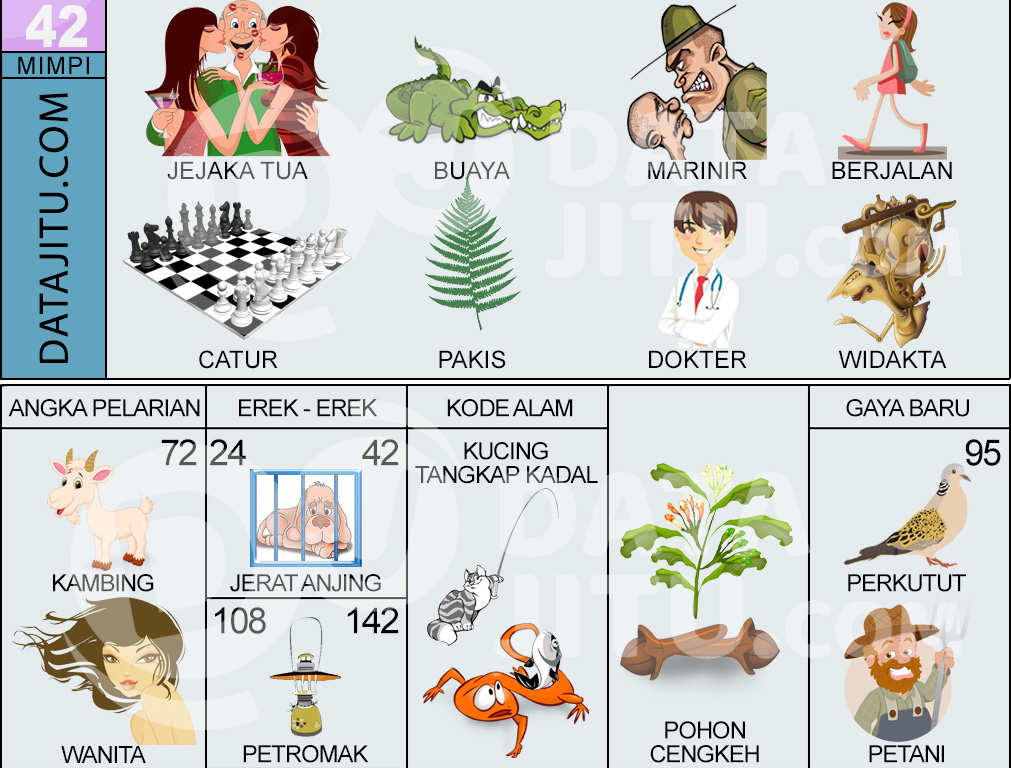 42
MIMPI
DATAJITU.COM
JEJAKA TUA
BUAYA
MARINIR
BERJALAN
CATUR
PAKIS
DOKTER
WIDAKTA
DATA
JITU.com
ANGKA PELARIAN
EREK - EREK
KODE ALAM
GAYA BARU
72
KAMBING
WANITA
24
42
JERAT ANJING
108
142
PETROMAK
KUCING
TANGKAP KADAL
POHON
CENGKEH
95
PERKUTUT
PETANI
DATA
JITU.com